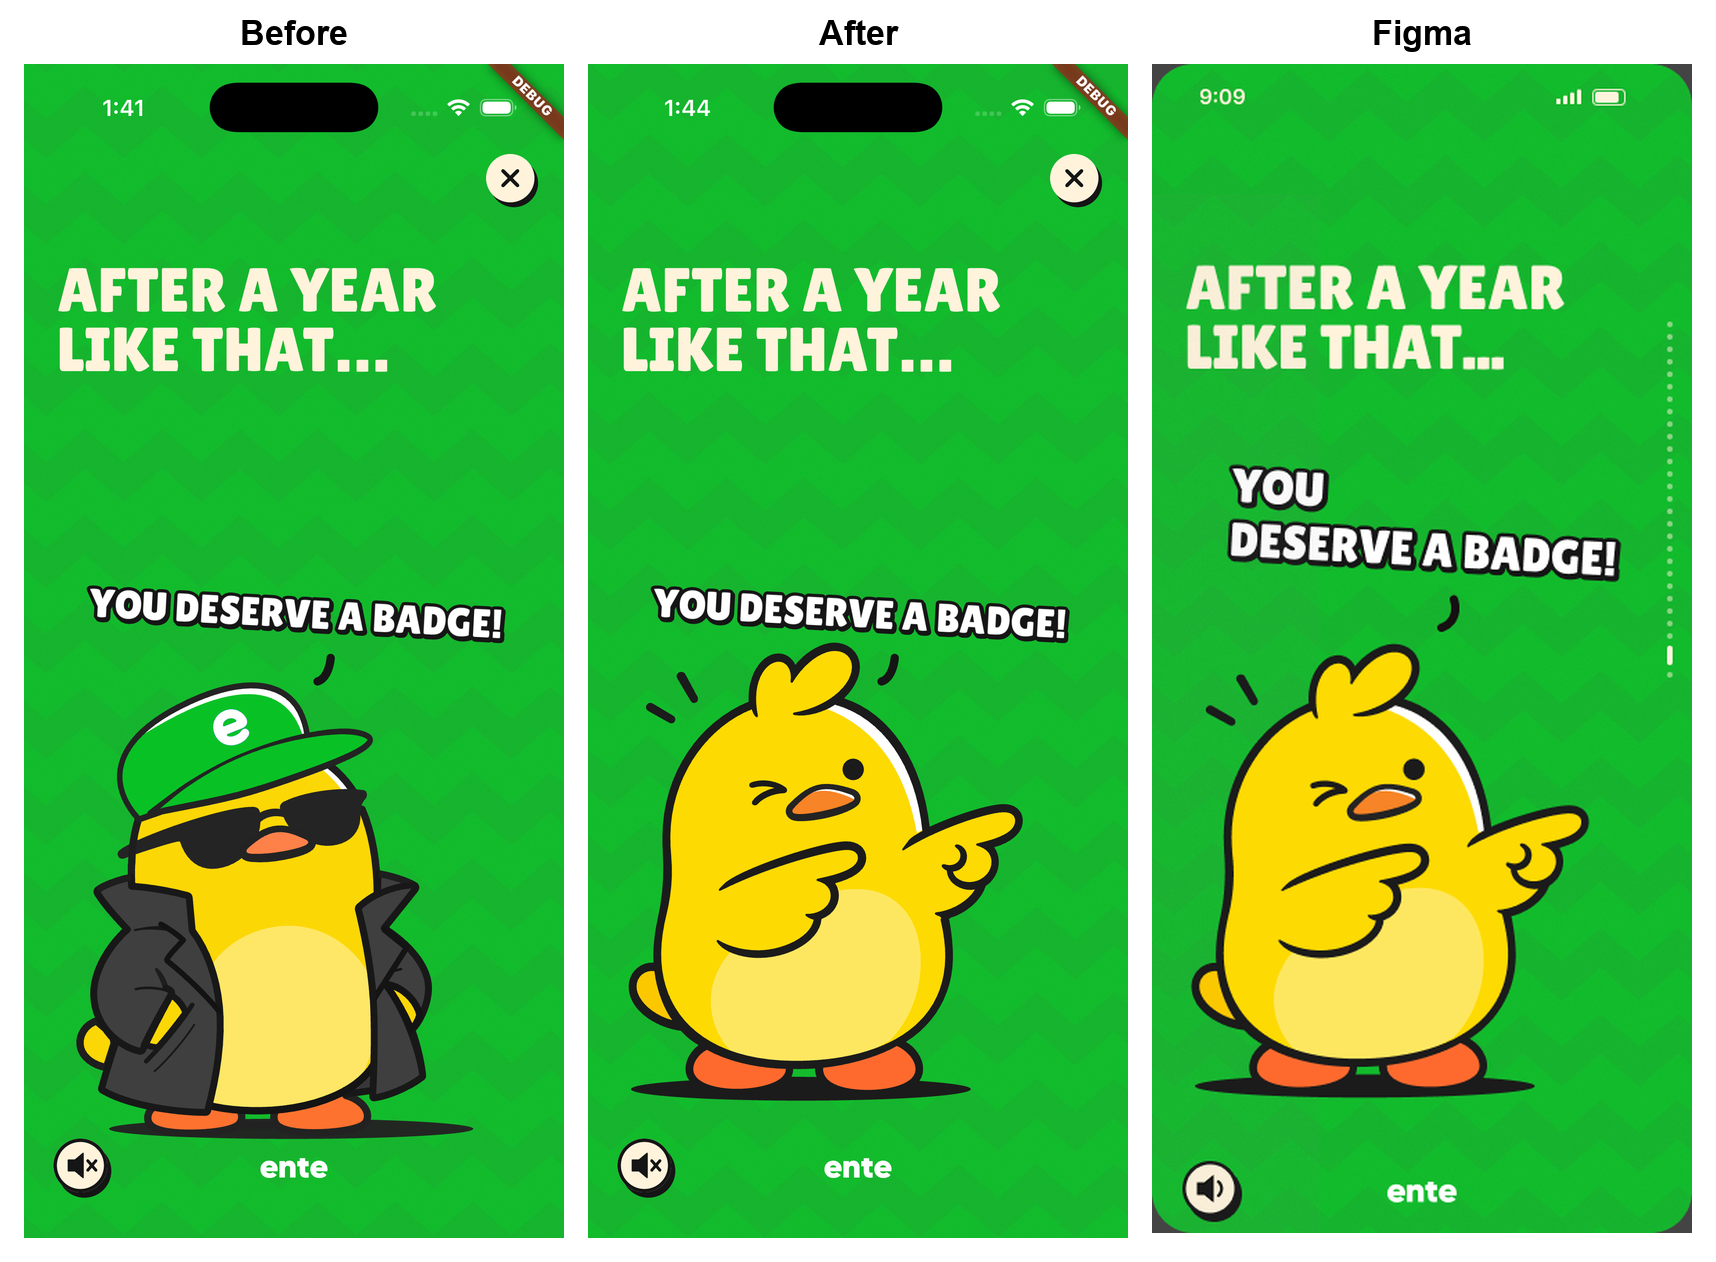 Before
1:41
DEBUG
AFTER A YEAR
LIKE THAT...
YOU DESERVE A BADGE!
e
ente
After
1:44
DEBUG
AFTER A YEAR
LIKE THAT...
YOU DESERVE A BADGE!
ente
Figma
9:09
AFTER A YEAR
LIKE THAT...
YOU
DESERVE A BADGE!
ente